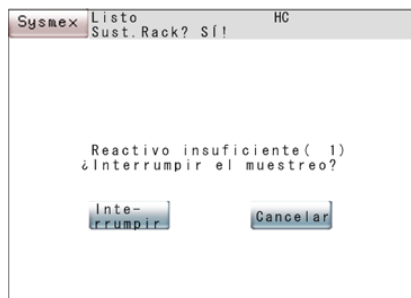 Sysmex
Listo HC
Sust.Rack? SÍ!
Reactivo insuficiente( 1)
¿Interrumpir el muestreo?
Inte-
rrumpir
Cancelar